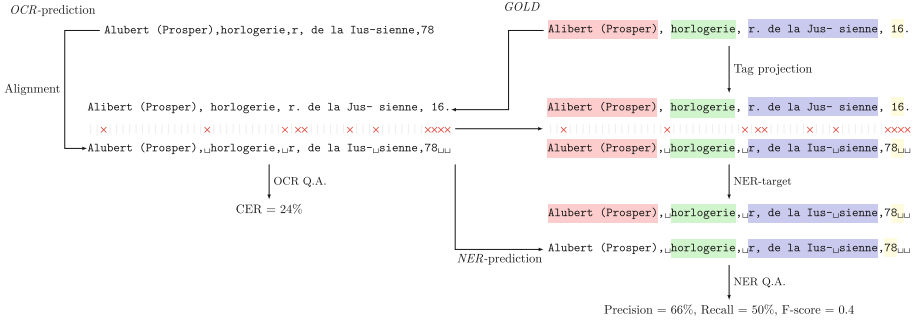 OCR-prediction
GOLD
Alubert (Prosper),horlogerie,r, de la Ius-sienne,78
Alibert (Prosper), horlogerie, r. de la Jus- sienne, 16.
Alignment
Tag projection
Alibert (Prosper), horlogerie, r. de la Jus- sienne, 16.
Alibert (Prosper), horlogerie, r. de la Jus- sienne, 16.
Alubert (Prosper),␣horlogerie,␣r, de la Ius-␣sienne,78␣␣
Alubert (Prosper),␣horlogerie,␣r, de la Ius-␣sienne,78␣␣
OCR Q.A.
NER-target
CER = 24%
Alubert (Prosper),␣horlogerie,␣r, de la Ius-␣sienne,78␣␣
NER-prediction
Alubert (Prosper),␣horlogerie,␣r, de la Ius-␣sienne,78␣␣
NER Q.A.
Precision = 66%, Recall = 50%, F-score = 0.4